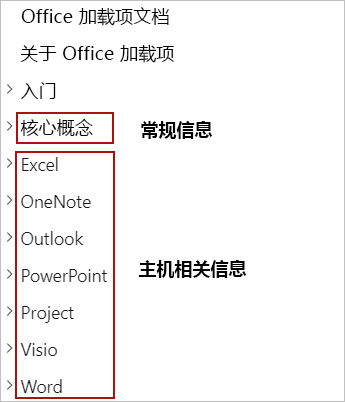 Office 加载项文档
关于 Office 加载项
入门
核心概念 常规信息
Excel
OneNote
Outlook
PowerPoint 主机相关信息
Project
Visio
Word